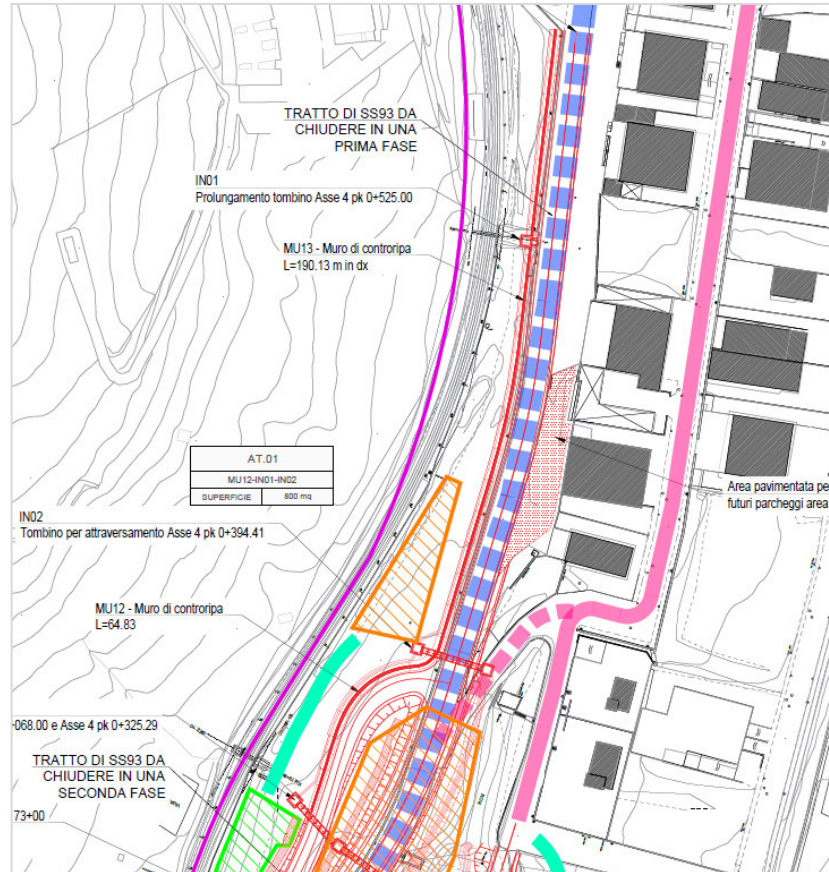 TRATTO DI SS93 DA
CHIUDERE IN UNA
PRIMA FASE
IN01
Prolungamento tombino Asse 4 pk 0+525.00
MU13 - Muro di controripa
L=190.13 m in dx
AT.01
MU12-IN01-IN02
SUPERFICIE 800 mq
Area pavimentata pe
futuri parcheggi area
IN02
Tombino per attraversamento Asse 4 pk 0+394.41
MU12 - Muro di controripa
L=64.83
-068.00 e Asse 4 pk 0+325.29
TRATTO DI SS93 DA
CHIUDERE IN UNA
SECONDA FASE
73+00